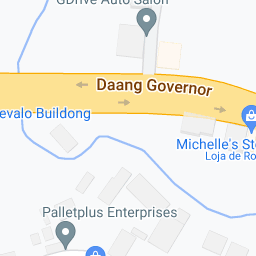 GDrive Auto Salon
Daang Governor
evalo Buildong
Michelle's St
Loja de Ro
Palletplus Enterprises